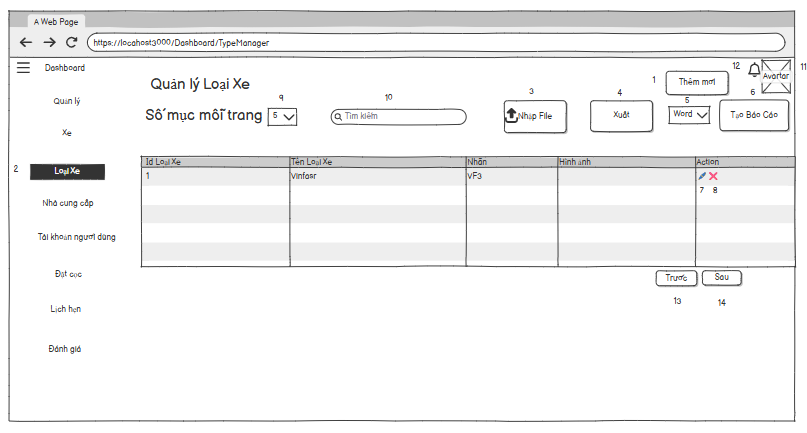 A Web Page
https://locahost3000/Dashboard/TypeManager
Dashboard
Quản lý
Xe
2
Loại Xe
Nhà cung cấp
Tài khoản người dùng
Đặt cọc
Lịch hẹn
Đánh giá
Quản lý Loại Xe
1
Thêm mới
12
11
Avartar
Số mục mỗi trang
9
5
10
Tìm kiếm
3
Nhập File
4
Xuất
5
Word
6
Tạo Báo Cáo
Id Loại Xe
Tên Loại Xe
Nhãn
Hình ảnh
Action
1
Vinfasr
VF3
7
8
Trước
Sau
13
14